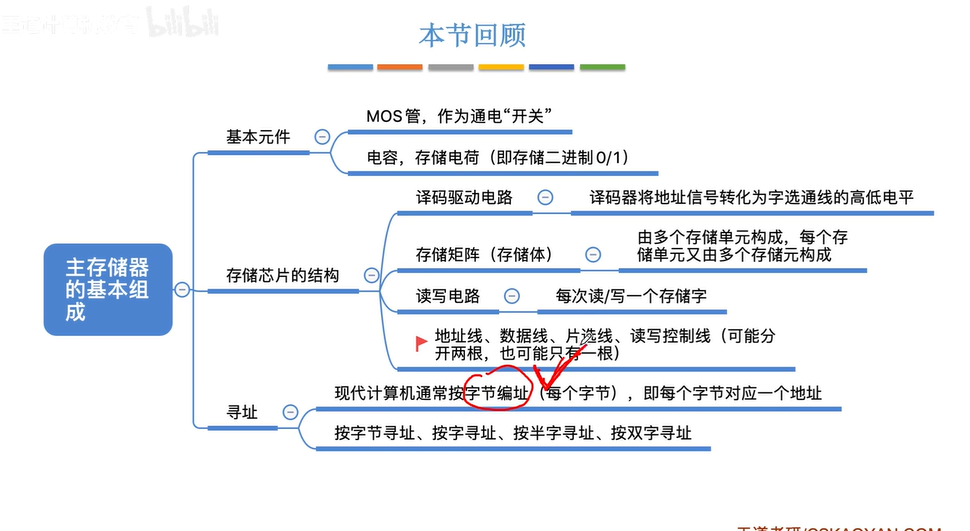 bilibili
本节回顾
MOS管，作为通电“开关”
基本元件
电容，存储电荷（即存储二进制0/1）
译码驱动电路
译码器将地址信号转化为字选通线的高低电平
主存储器
的基本组
成
存储芯片的结构
存储矩阵（存储体）
由多个存储单元构成，每个存
储单元又由多个存储元构成
读写电路
每次读/写一个存储字
地址线、数据线、片选线、读写控制线（可能分
开两根，也可能只有一根）
寻址
现代计算机通常按字节编址（每个字节），即每个字节对应一个地址
按字节寻址、按字寻址、按半字寻址、按双字寻址